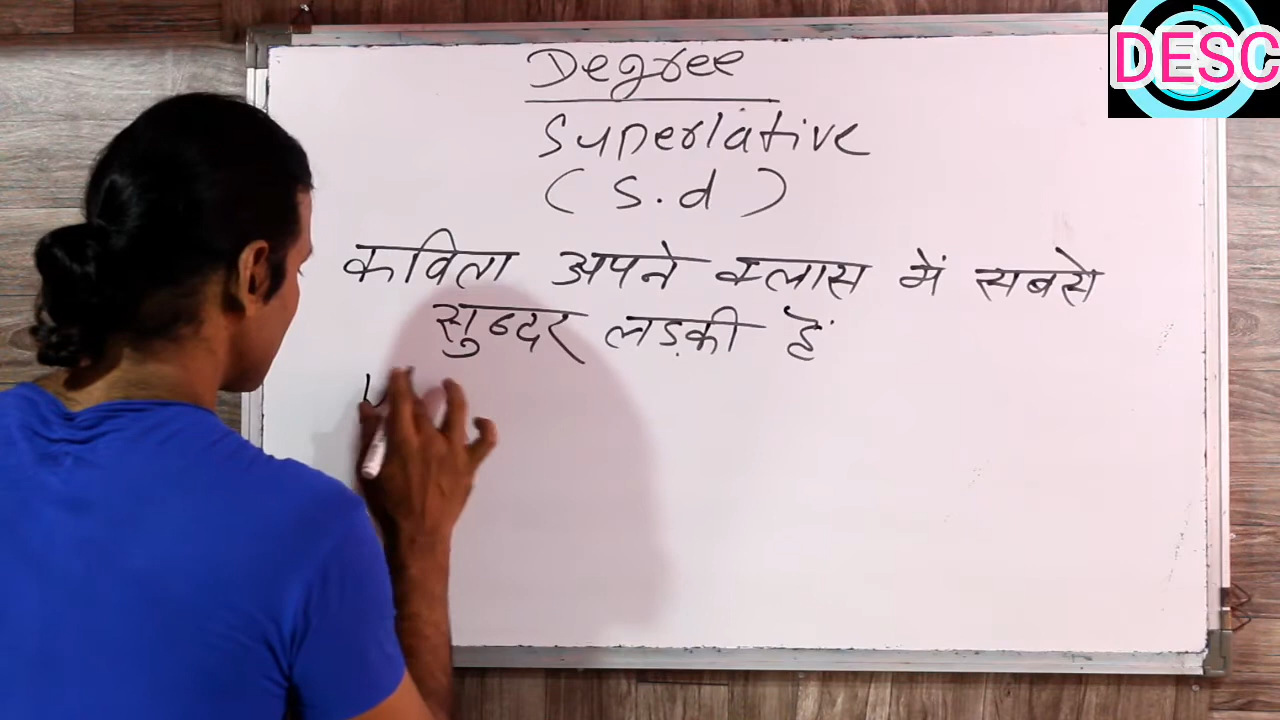 DESC
Degree
Superlative
(S.d)
कविता अपने क्लास में सबसे
सुन्दर लड़की हैं